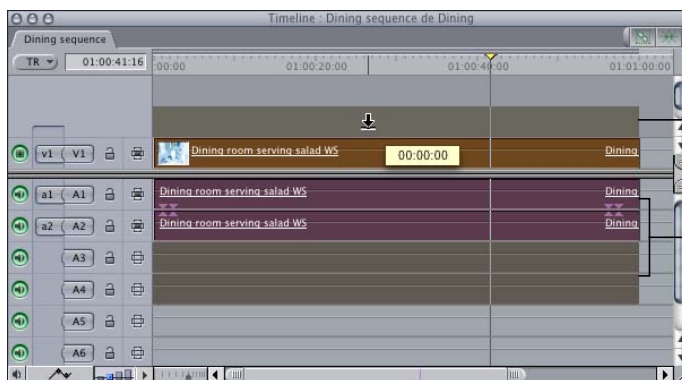 Timeline : Dining sequence de Dining
Dining sequence
TR 01:00:41:16 :00:00 01:00:20:00 01:00:40:00 01:01:00:00
v1 V1 Dining room serving salad WS 00:00:00 Dining
a1 A1 Dining room serving salad WS Dining
a2 A2 Dining room serving salad WS Dining
A3
A4
A5
A6